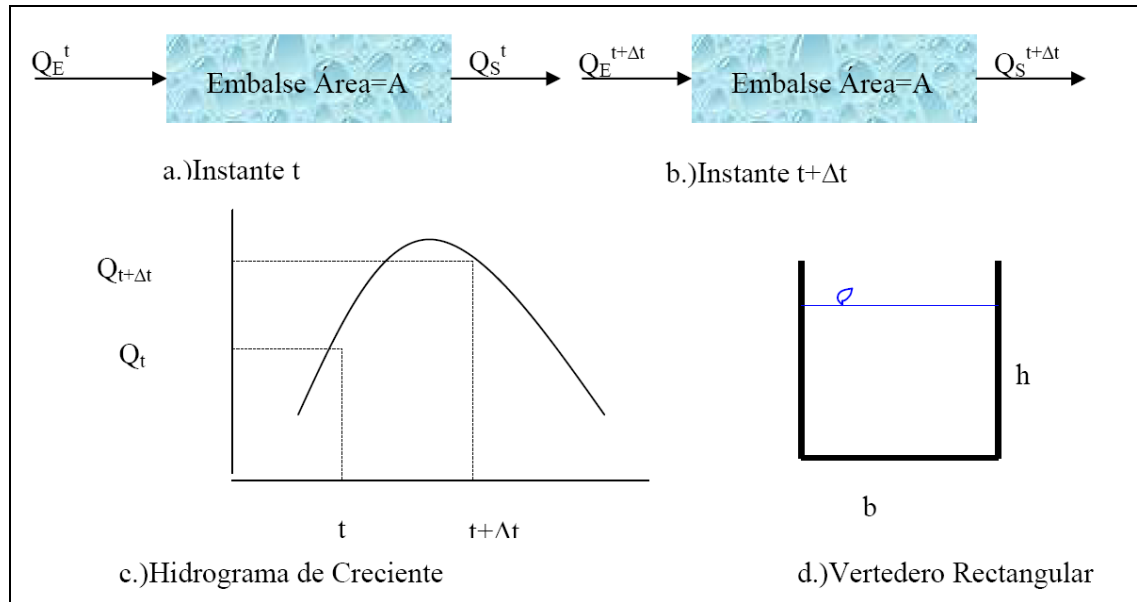 Q_E^t
Embalse Área=A
Q_S^t
Q_E^{t+Δt}
Embalse Área=A
Q_S^{t+Δt}
a.)Instante t
b.)Instante t+Δt
Q_{t+Δt}
Q_t
h
b
t
t+Δt
c.)Hidrograma de Creciente
d.)Vertedero Rectangular